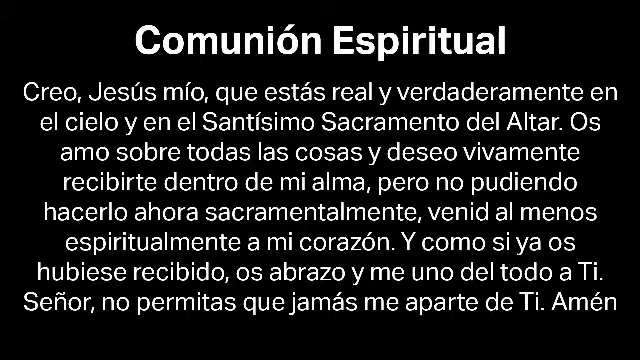 Comunión Espiritual
Creo, Jesús mío, que estás real y verdaderamente en
el cielo y en el Santísimo Sacramento del Altar. Os
amo sobre todas las cosas y deseo vivamente
recibirte dentro de mi alma, pero no pudiendo
hacerlo ahora sacramentalmente, venid al menos
espiritualmente a mi corazón. Y como si ya os
hubiese recibido, os abrazo y me uno del todo a Ti.
Señor, no permitas que jamás me aparte de Ti. Amén